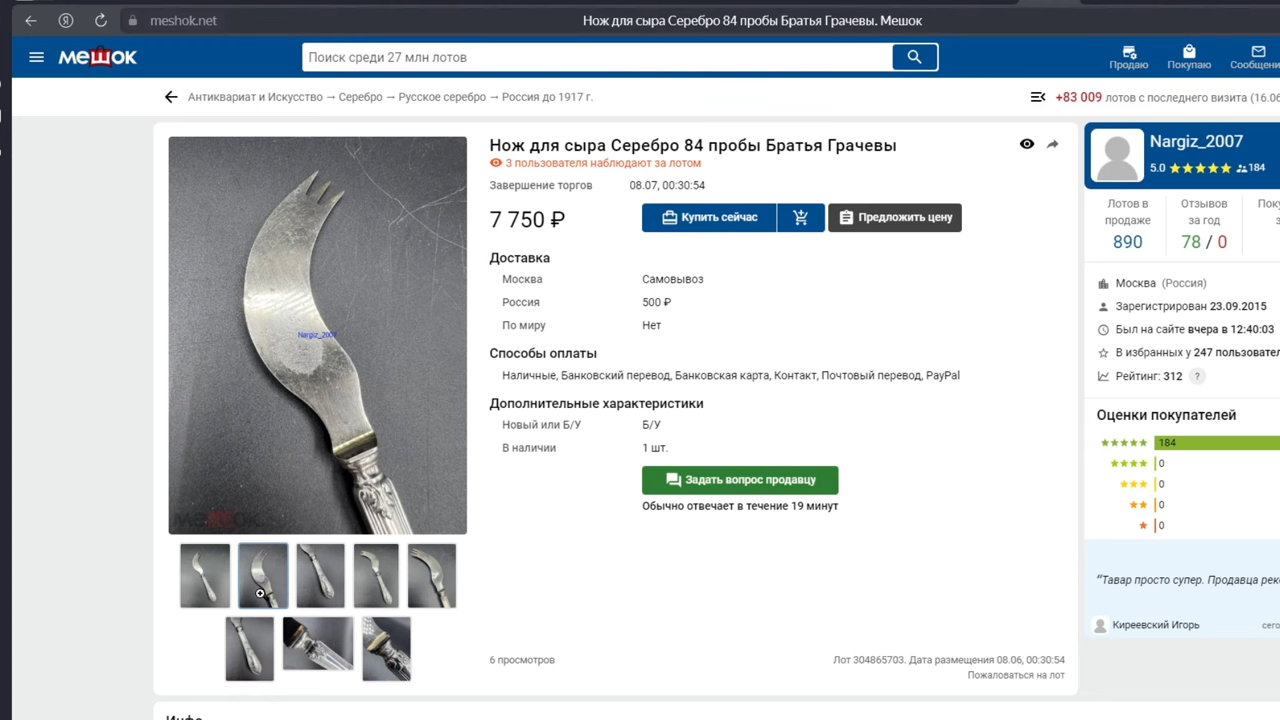 meshok.net
Нож для сыра Серебро 84 пробы Братья Грачевы. Мешок
мешок
Поиск среди 27 млн лотов
Продаю
Покупаю
Антиквариат и Искусство → Серебро → Русское серебро → Россия до 1917 г.
+83 009 лотов с последнего визита (16.06
Нож для сыра Серебро 84 пробы Братья Грачевы
3 пользователя наблюдают за лотом
Завершение торгов 08.07, 00:30:54
7 750 ₽
Купить сейчас
Предложить цену
Доставка
Москва Самовывоз
Россия 500 ₽
По миру Нет
Способы оплаты
Наличные, Банковский перевод, Банковская карта, Контакт, Почтовый перевод, PayPal
Дополнительные характеристики
Новый или Б/У Б/У
В наличии 1 шт.
Задать вопрос продавцу
Обычно отвечает в течение 19 минут
6 просмотров
Лот 304865703. Дата размещения 08.06, 00:30:54
Пожаловаться на лот
Nargiz_2007
Nargiz_2007
5.0 184
Лотов в продаже
Отзывов за год
890
78 / 0
Москва (Россия)
Зарегистрирован 23.09.2015
Был на сайте вчера в 12:40:03
В избранных у 247 пользовател
Рейтинг: 312 ?
Оценки покупателей
184
0
0
0
0
“Тавар просто супер. Продавца рек
Киреевский Игорь